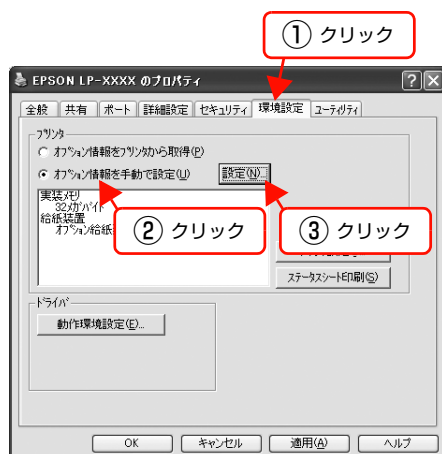 ① クリック
EPSON LP-XXXX のプロパティ
全般 共有 ポート 詳細設定 セキュリティ 環境設定 ユーティリティ
プリンタ
オプション情報をプリンタから取得(P)
オプション情報を手動で設定(U) 設定(N)...
実装メモリ
32メガバイト
給紙装置
オプション給紙
② クリック ③ クリック
ステータスシート印刷(S)
ドライバ
動作環境設定(E)...
OK キャンセル 適用(A) ヘルプ